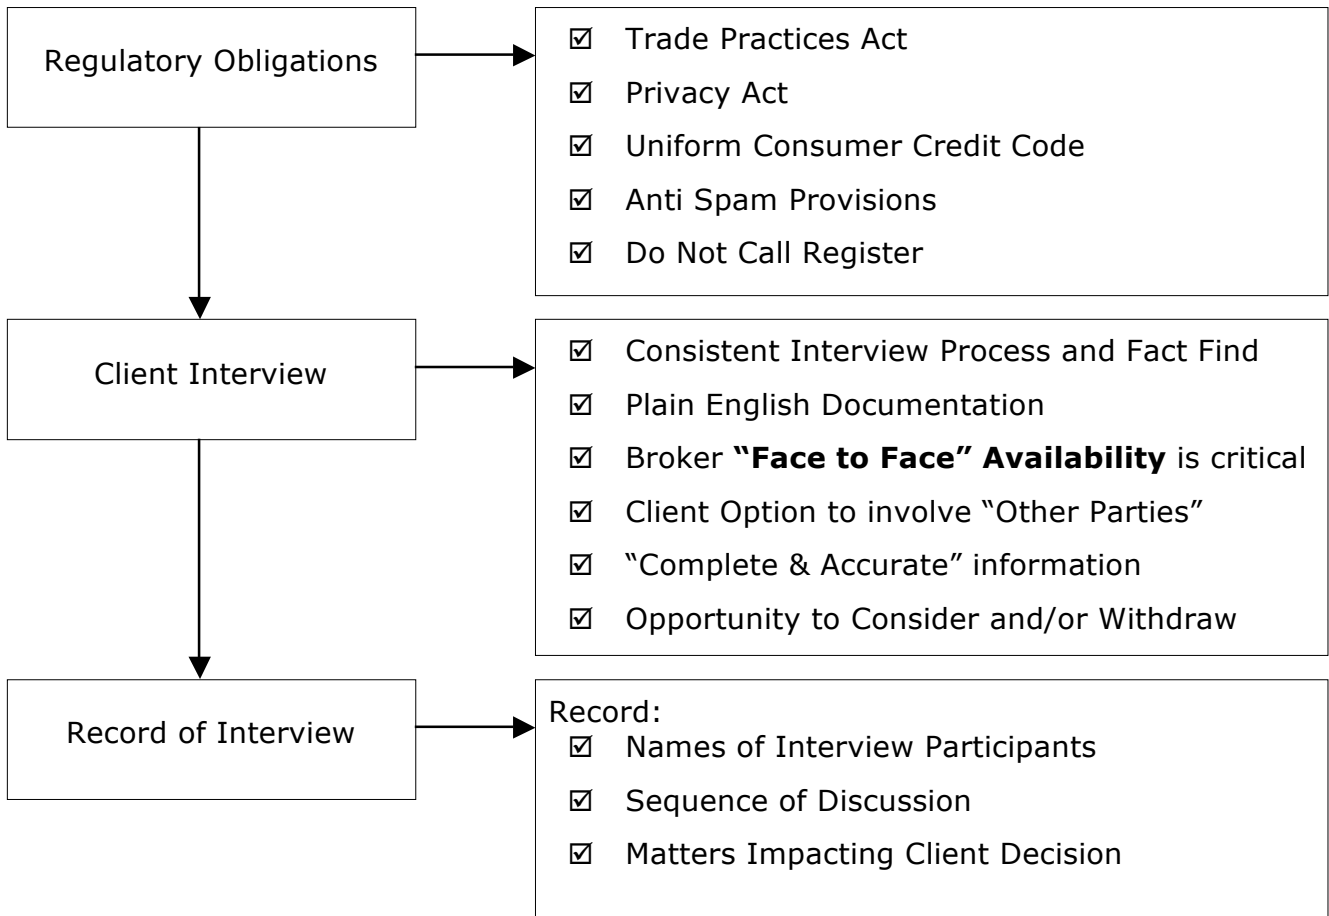 Regulatory Obligations
☑ Trade Practices Act
☑ Privacy Act
☑ Uniform Consumer Credit Code
☑ Anti Spam Provisions
☑ Do Not Call Register
Client Interview
☑ Consistent Interview Process and Fact Find
☑ Plain English Documentation
☑ Broker “Face to Face” Availability is critical
☑ Client Option to involve “Other Parties”
☑ “Complete & Accurate” information
☑ Opportunity to Consider and/or Withdraw
Record of Interview
Record:
☑ Names of Interview Participants
☑ Sequence of Discussion
☑ Matters Impacting Client Decision